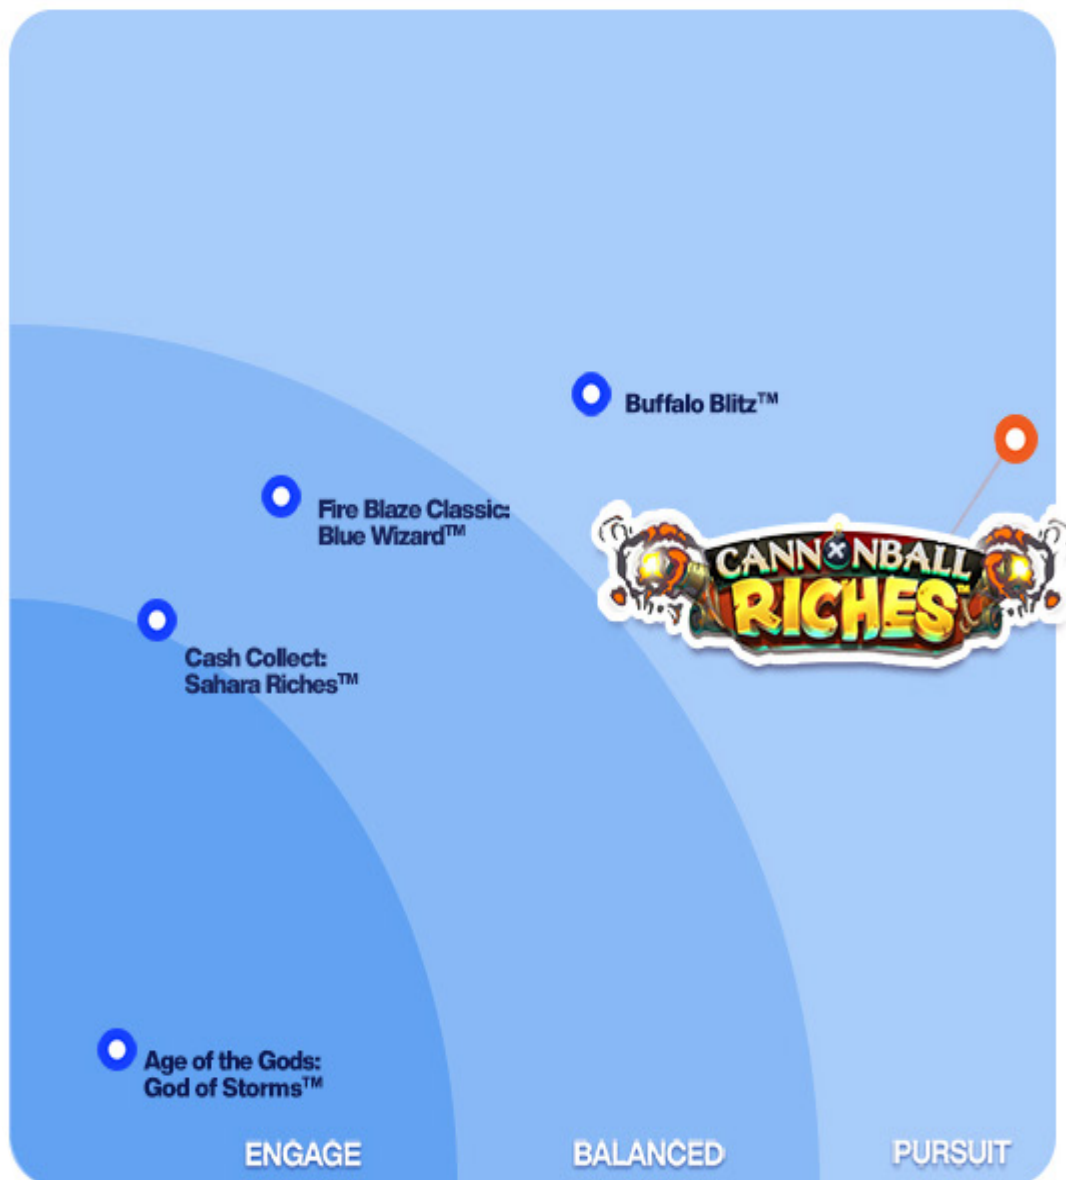 Buffalo Blitz™
Fire Blaze Classic:
Blue Wizard™
CANNONBALL
RICHES™
Cash Collect:
Sahara Riches™
Age of the Gods:
God of Storms™
ENGAGE
BALANCED
PURSUIT